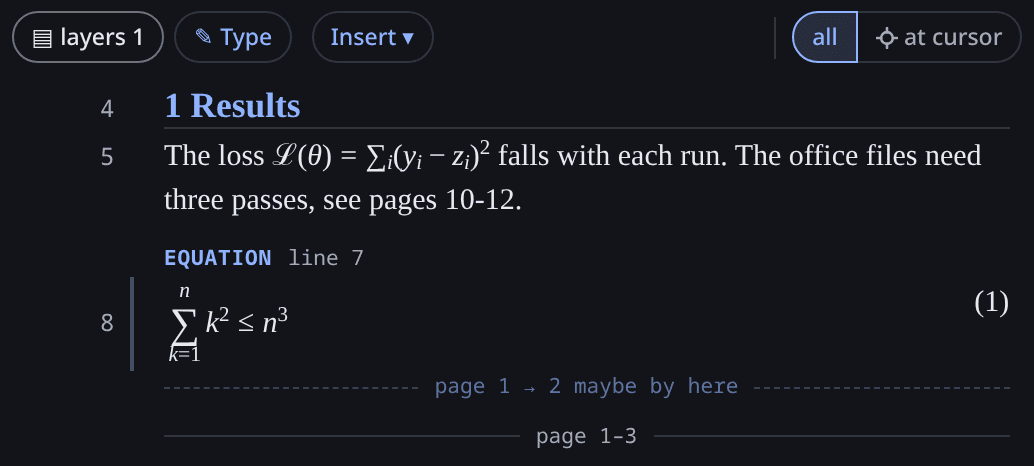 ▤ layers 1 ✎ Type Insert ▾ all at cursor
4 1 Results
5 The loss ℒ(θ) = ∑ᵢ(yᵢ − zᵢ)² falls with each run. The office files need
three passes, see pages 10-12.
EQUATION line 7
n
8 ∑ k² ≤ n³ (1)
k=1
page 1 → 2 maybe by here
page 1–3